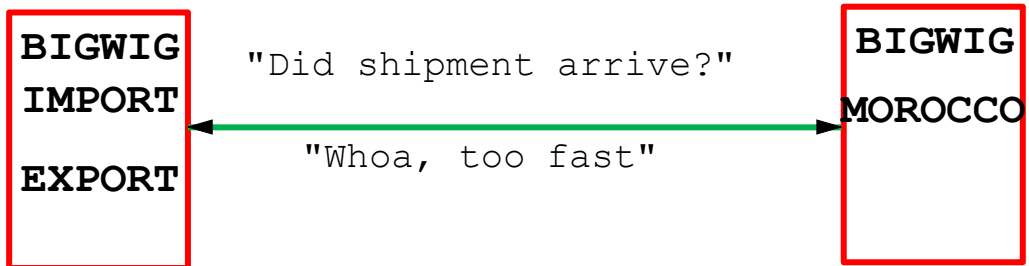 BIGWIG
IMPORT
EXPORT
"Did shipment arrive?"
"Whoa, too fast"
BIGWIG
MOROCCO